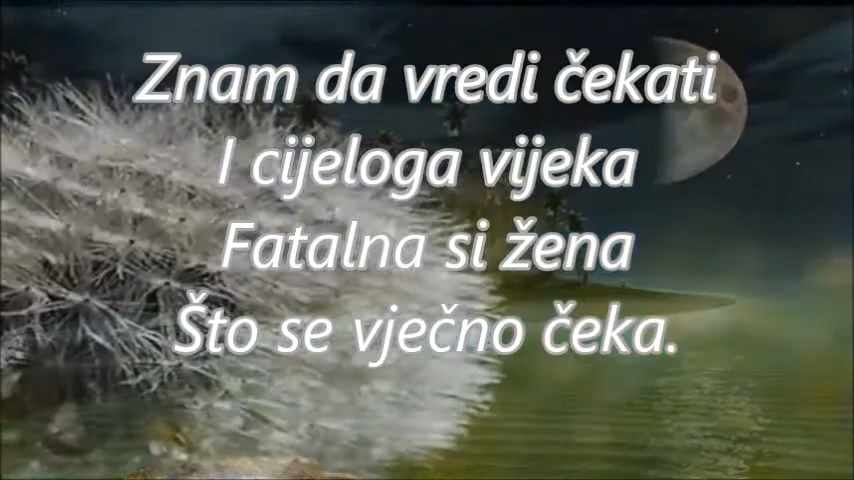 Znam da vredi čekati
I cijeloga vijeka
Fatalna si žena
Što se vječno čeka.